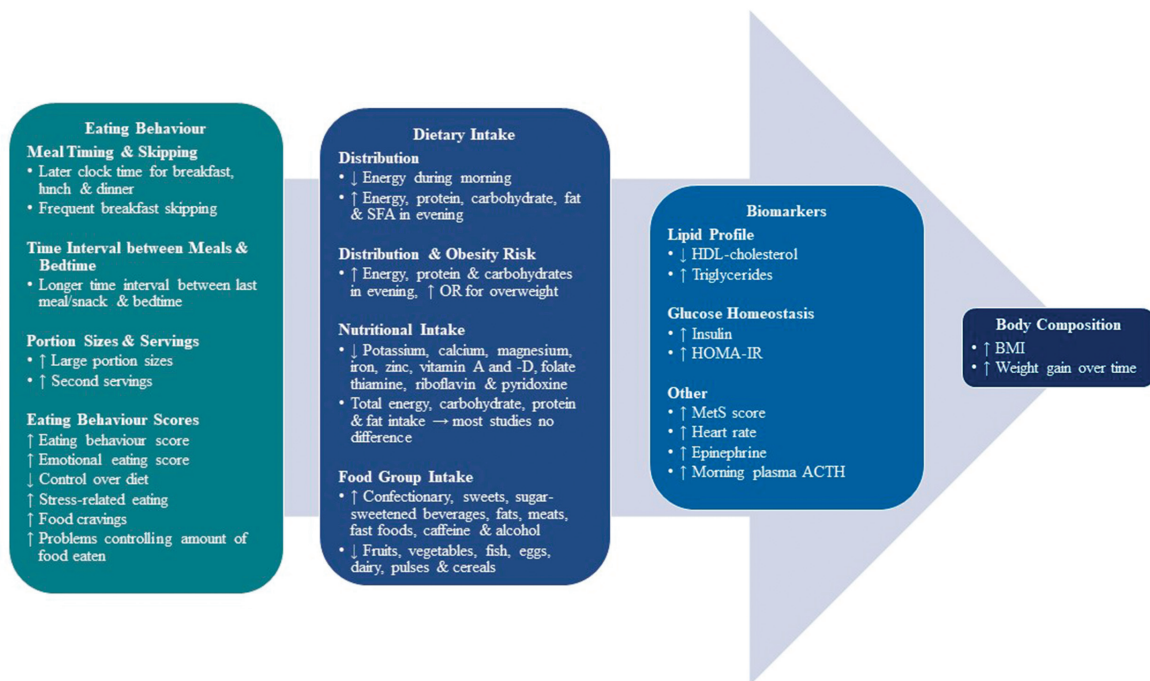 Eating Behaviour
Meal Timing & Skipping
• Later clock time for breakfast,
lunch & dinner
• Frequent breakfast skipping
Time Interval between Meals &
Bedtime
• Longer time interval between last
meal/snack & bedtime
Portion Sizes & Servings
• ↑ Large portion sizes
• ↑ Second servings
Eating Behaviour Scores
↑ Eating behaviour score
↑ Emotional eating score
↓ Control over diet
↑ Stress-related eating
↑ Food cravings
↑ Problems controlling amount of
food eaten
Dietary Intake
Distribution
• ↓ Energy during morning
• ↑ Energy, protein, carbohydrate, fat
& SFA in evening
Distribution & Obesity Risk
• ↑ Energy, protein & carbohydrates
in evening, ↑ OR for overweight
Nutritional Intake
• ↓ Potassium, calcium, magnesium,
iron, zinc, vitamin A and -D, folate
thiamine, riboflavin & pyridoxine
• Total energy, carbohydrate, protein
& fat intake → most studies no
difference
Food Group Intake
• ↑ Confectionary, sweets, sugar-
sweetened beverages, fats, meats,
fast foods, caffeine & alcohol
• ↓ Fruits, vegetables, fish, eggs,
dairy, pulses & cereals
Biomarkers
Lipid Profile
• ↓ HDL-cholesterol
• ↑ Triglycerides
Glucose Homeostasis
• ↑ Insulin
• ↑ HOMA-IR
Other
• ↑ MetS score
• ↑ Heart rate
• ↑ Epinephrine
• ↑ Morning plasma ACTH
Body Composition
• ↑ BMI
• ↑ Weight gain over time